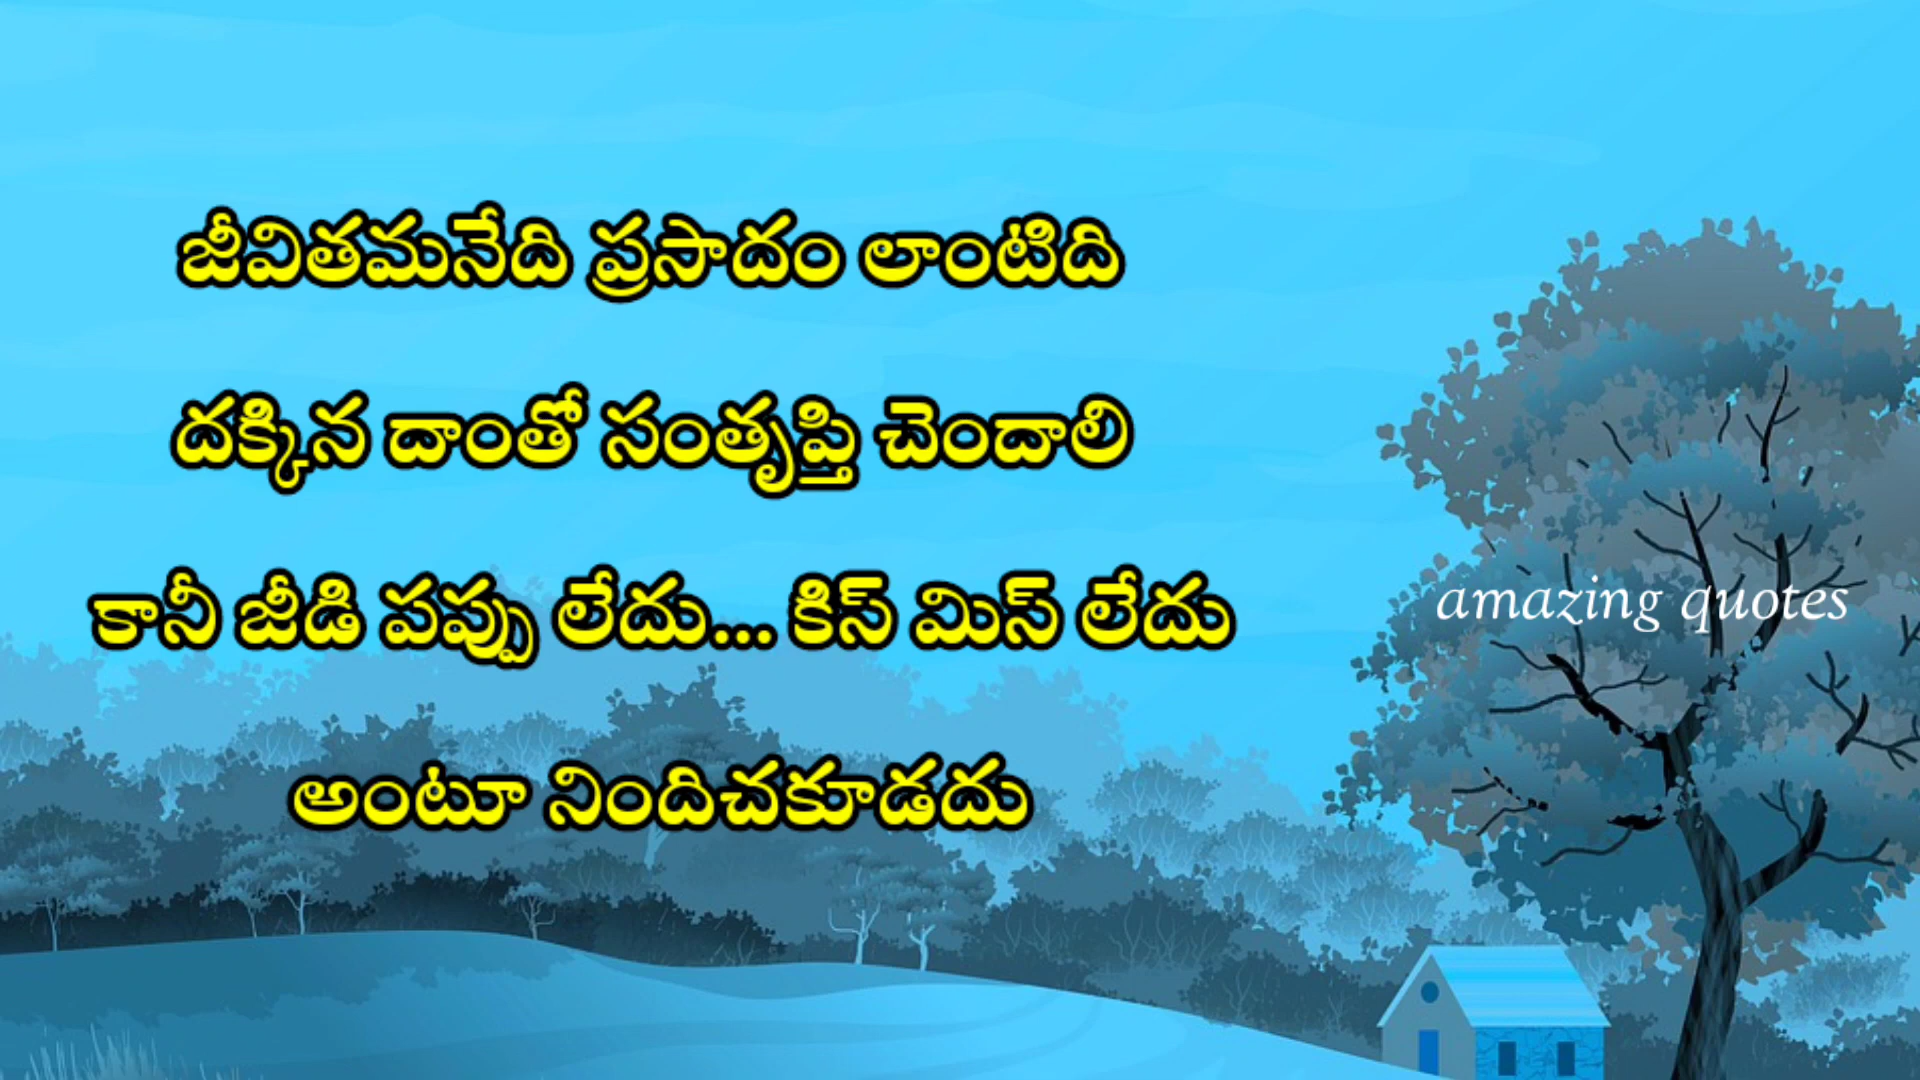 జీవితమనేది ప్రసాదం లాంటిది
దక్కిన దాంతో సంతృప్తి చెందాలి
కానీ జీడి పప్పు లేదు... కిస్ మిస్ లేదు
అంటూ నిందిచకూడదు
amazing quotes